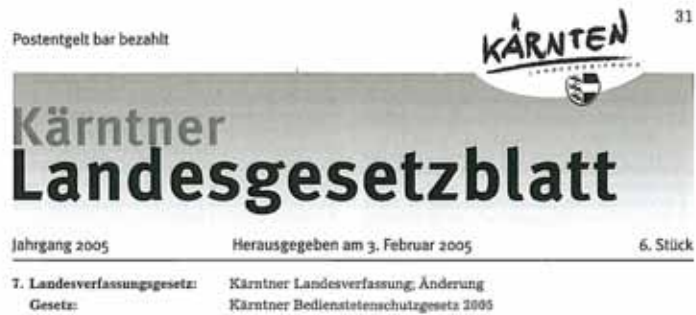 31
Postentgelt bar bezahlt
KÄRNTEN
LANDESREGIERUNG
Kärntner
Landesgesetzblatt
Jahrgang 2005 Herausgegeben am 3. Februar 2005 6. Stück
7. Landesverfassungsgesetz: Kärntner Landesverfassung; Änderung
Gesetz: Kärntner Bedienstetenschutzgesetz 2005